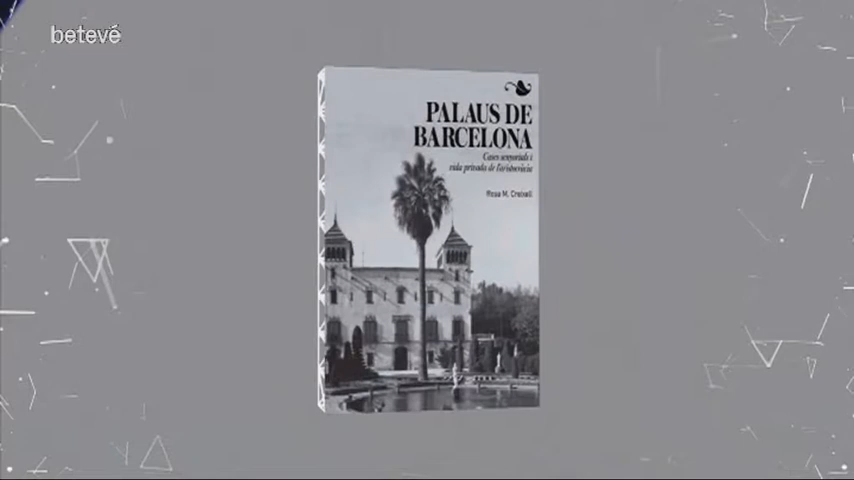 betevé
PALAUS DE
BARCELONA
Cases senyorials i
vida privada de l'aristocràcia
Rosa M. Creixell